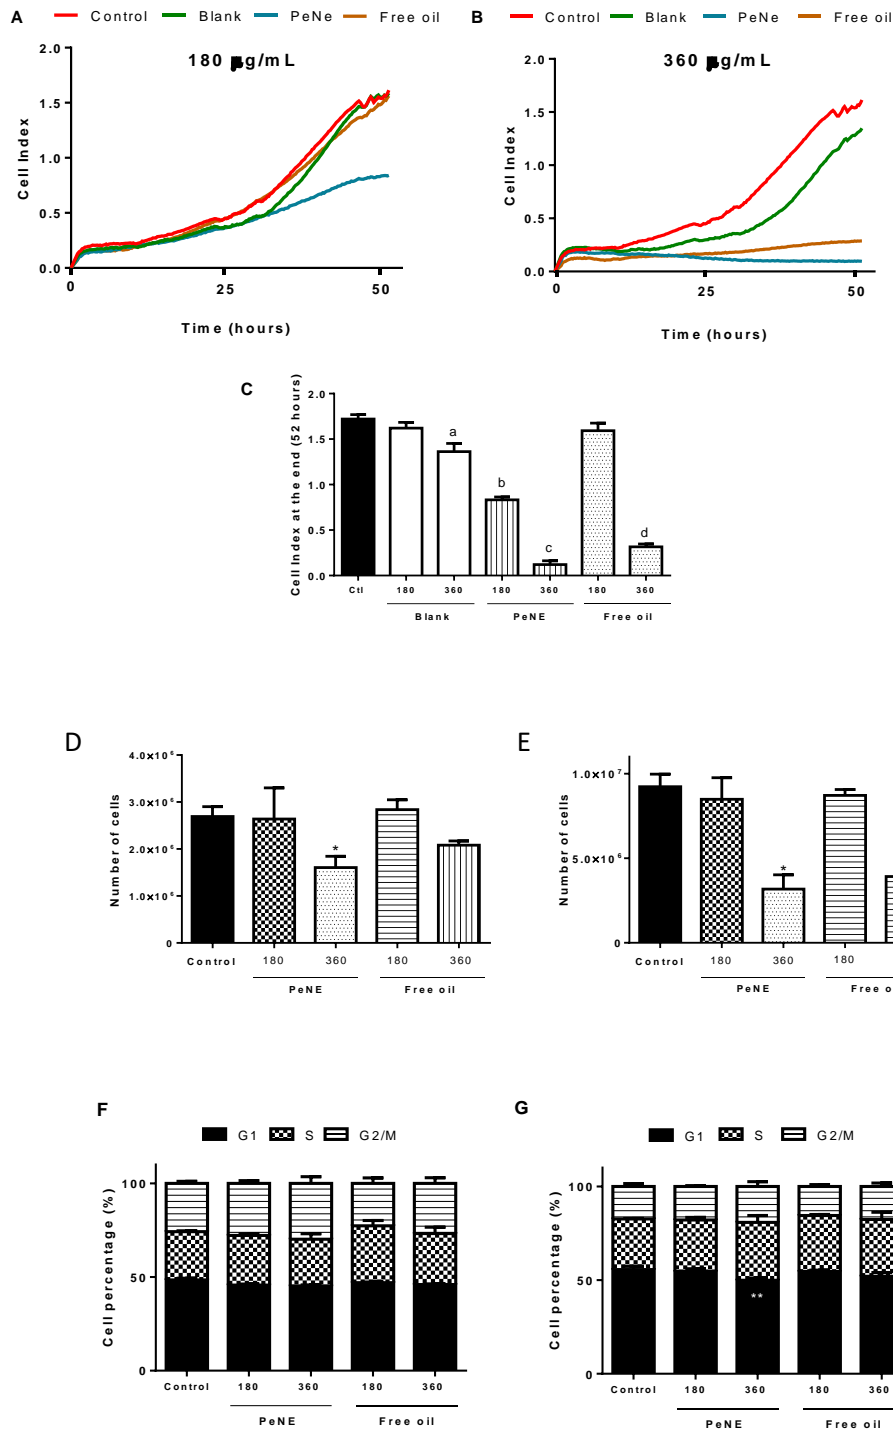 A
Control Blank PeNe Free oil
180 µg/mL
Cell Index
2.0
1.5
1.0
0.5
0.0
0 25 50
Time (hours)
B
Control Blank PeNe Free oil
360 µg/mL
Cell Index
2.0
1.5
1.0
0.5
0.0
0 25 50
Time (hours)
C
Cell Index at the end (52 hours)
2.0
1.5
1.0
0.5
0.0
a
b
c
d
Ctl 180 360 180 360 180 360
Blank PeNE Free oil
D
Number of cells
4.0×10⁶
3.0×10⁶
2.0×10⁶
1.0×10⁶
0
*
Control 180 360 180 360
PeNE Free oil
E
Number of cells
1.0×10⁷
5.0×10⁶
0
*
Control 180 360 180
PeNE Free o
F
G1 S G2/M
Cell percentage (%)
100
50
0
Control 180 360 180 360
PeNE Free oil
G
G1 S G2/M
Cell percentage (%)
100
50
0
**
Control 180 360 180 360
PeNE Free oil